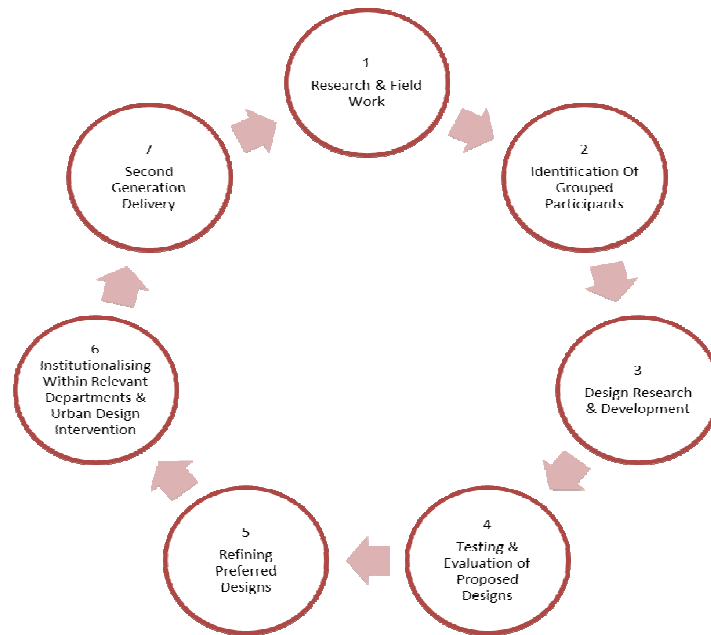 1
Research & Field
Work
2
Identification Of
Grouped
Participants
3
Design Research
& Development
4
Testing &
Evaluation of
Proposed
Designs
5
Refining
Preferred
Designs
6
Institutionalising
Within Relevant
Departments &
Urban Design
Intervention
7
Second
Generation
Delivery